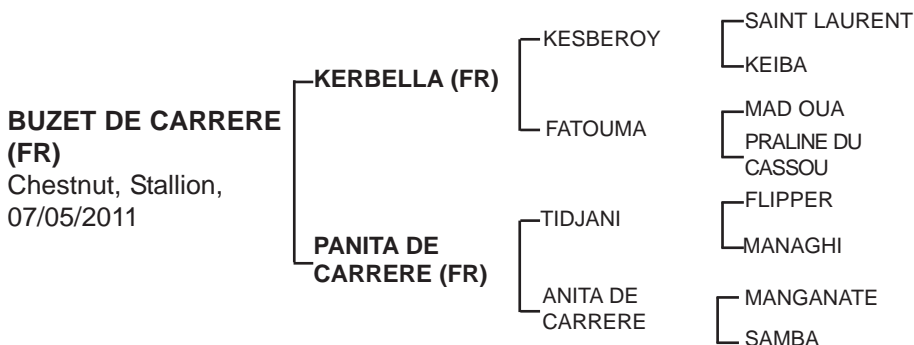 BUZET DE CARRERE
(FR)
Chestnut, Stallion,
07/05/2011
KERBELLA (FR)
PANITA DE
CARRERE (FR)
KESBEROY
FATOUMA
TIDJANI
ANITA DE
CARRERE
SAINT LAURENT
KEIBA
MAD OUA
PRALINE DU
CASSOU
FLIPPER
MANAGHI
MANGANATE
SAMBA